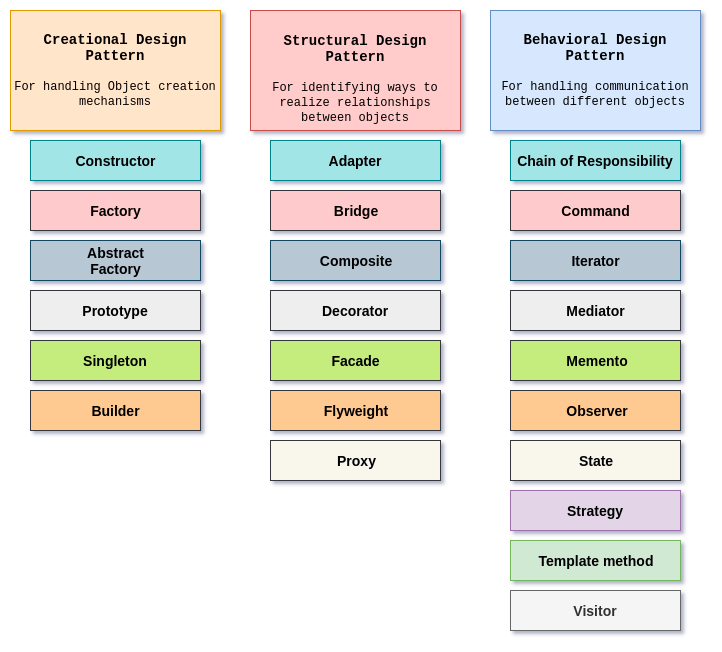 Creational Design
Pattern
For handling Object creation
mechanisms
Constructor
Factory
Abstract
Factory
Prototype
Singleton
Builder
Structural Design
Pattern
For identifying ways to
realize relationships
between objects
Adapter
Bridge
Composite
Decorator
Facade
Flyweight
Proxy
Behavioral Design
Pattern
For handling communication
between different objects
Chain of Responsibility
Command
Iterator
Mediator
Memento
Observer
State
Strategy
Template method
Visitor